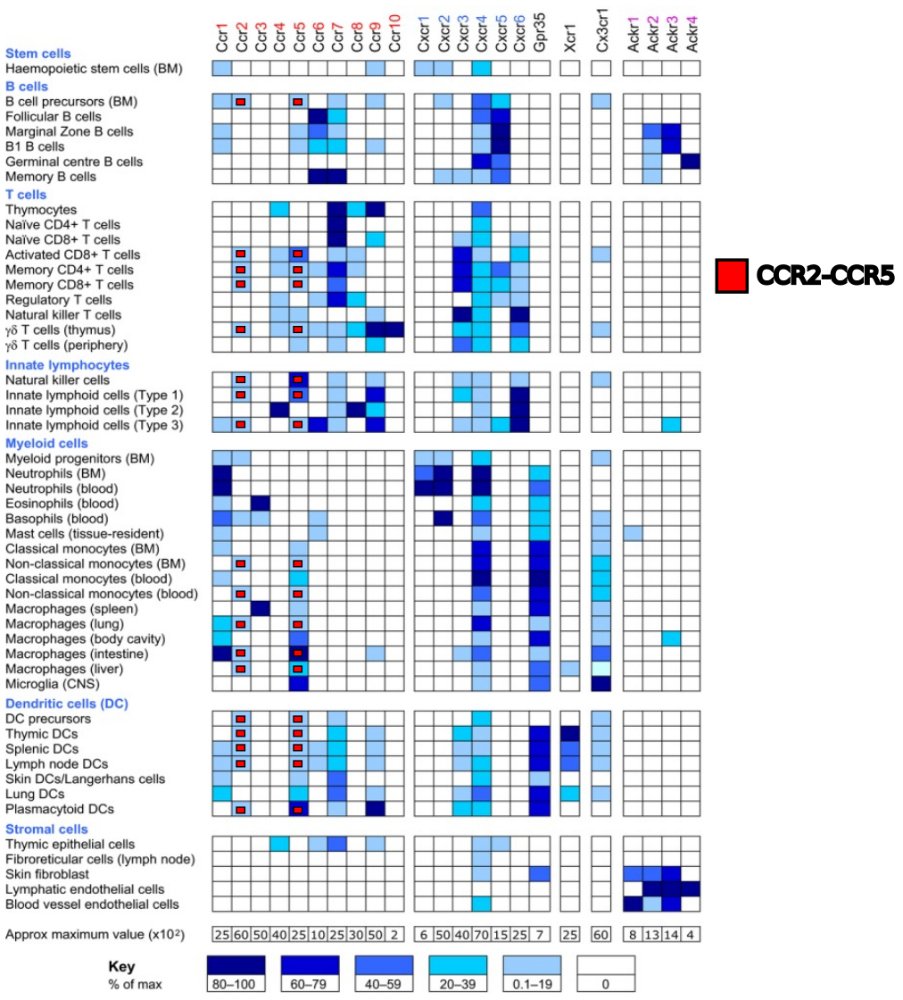 Ccr1 Ccr2 Ccr3 Ccr4 Ccr5 Ccr6 Ccr7 Ccr8 Ccr9 Ccr10 Cxcr1 Cxcr2 Cxcr3 Cxcr4 Cxcr5 Cxcr6 Gpr35 Xcr1 Cx3cr1 Ackr1 Ackr2 Ackr3 Ackr4
Stem cells
Haemopoietic stem cells (BM)
B cells
B cell precursors (BM)
Follicular B cells
Marginal Zone B cells
B1 B cells
Germinal centre B cells
Memory B cells
T cells
Thymocytes
Naïve CD4+ T cells
Naïve CD8+ T cells
Activated CD8+ T cells
Memory CD4+ T cells
Memory CD8+ T cells
Regulatory T cells
Natural killer T cells
γδ T cells (thymus)
γδ T cells (periphery)
CCR2-CCR5
Innate lymphocytes
Natural killer cells
Innate lymphoid cells (Type 1)
Innate lymphoid cells (Type 2)
Innate lymphoid cells (Type 3)
Myeloid cells
Myeloid progenitors (BM)
Neutrophils (BM)
Neutrophils (blood)
Eosinophils (blood)
Basophils (blood)
Mast cells (tissue-resident)
Classical monocytes (BM)
Non-classical monocytes (BM)
Classical monocytes (blood)
Non-classical monocytes (blood)
Macrophages (spleen)
Macrophages (lung)
Macrophages (body cavity)
Macrophages (intestine)
Macrophages (liver)
Microglia (CNS)
Dendritic cells (DC)
DC precursors
Thymic DCs
Splenic DCs
Lymph node DCs
Skin DCs/Langerhans cells
Lung DCs
Plasmacytoid DCs
Stromal cells
Thymic epithelial cells
Fibroreticular cells (lymph node)
Skin fibroblast
Lymphatic endothelial cells
Blood vessel endothelial cells
Approx maximum value (x10²) 25 60 50 40 25 10 25 30 50 2 6 50 40 70 15 25 7 25 60 8 13 14 4
Key
% of max 80–100 60–79 40–59 20–39 0.1–19 0